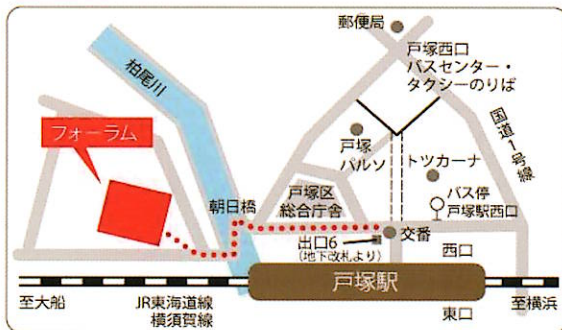 郵便局
戸塚西口
バスセンター・
タクシーのりば
柏尾川
国道1号線
フォーラム
戸塚
パルソ
トツカーナ
戸塚区
総合庁舎
バス停
戸塚駅西口
朝日橋
交番
出口6
(地下改札より)
西口
戸塚駅
至大船
JR東海道線
横須賀線
東口
至横浜